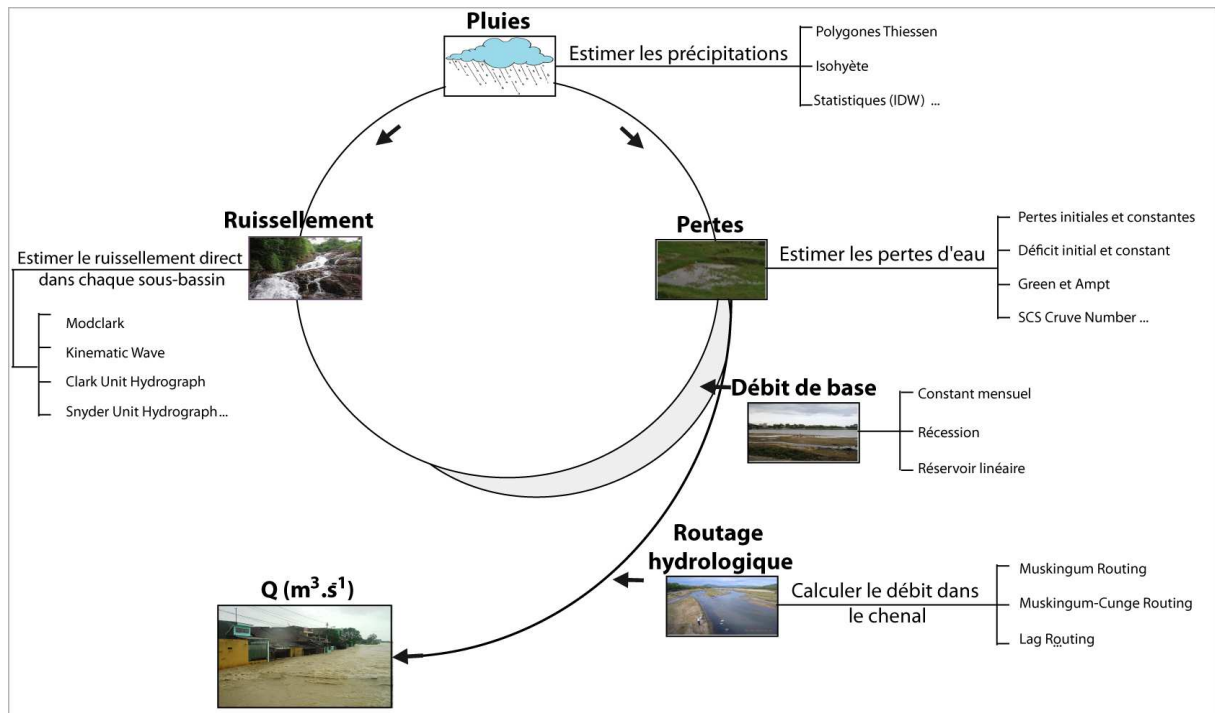 Pluies
Estimer les précipitations
Polygones Thiessen
Isohyète
Statistiques (IDW) ...
Ruissellement
Estimer le ruissellement direct
dans chaque sous-bassin
Modclark
Kinematic Wave
Clark Unit Hydrograph
Snyder Unit Hydrograph...
Pertes
Estimer les pertes d'eau
Pertes initiales et constantes
Déficit initial et constant
Green et Ampt
SCS Cruve Number ...
Débit de base
Constant mensuel
Récession
Réservoir linéaire
Routage
hydrologique
Calculer le débit dans
le chenal
Muskingum Routing
Muskingum-Cunge Routing
Lag Routing
...
Q (m³.s⁻¹)